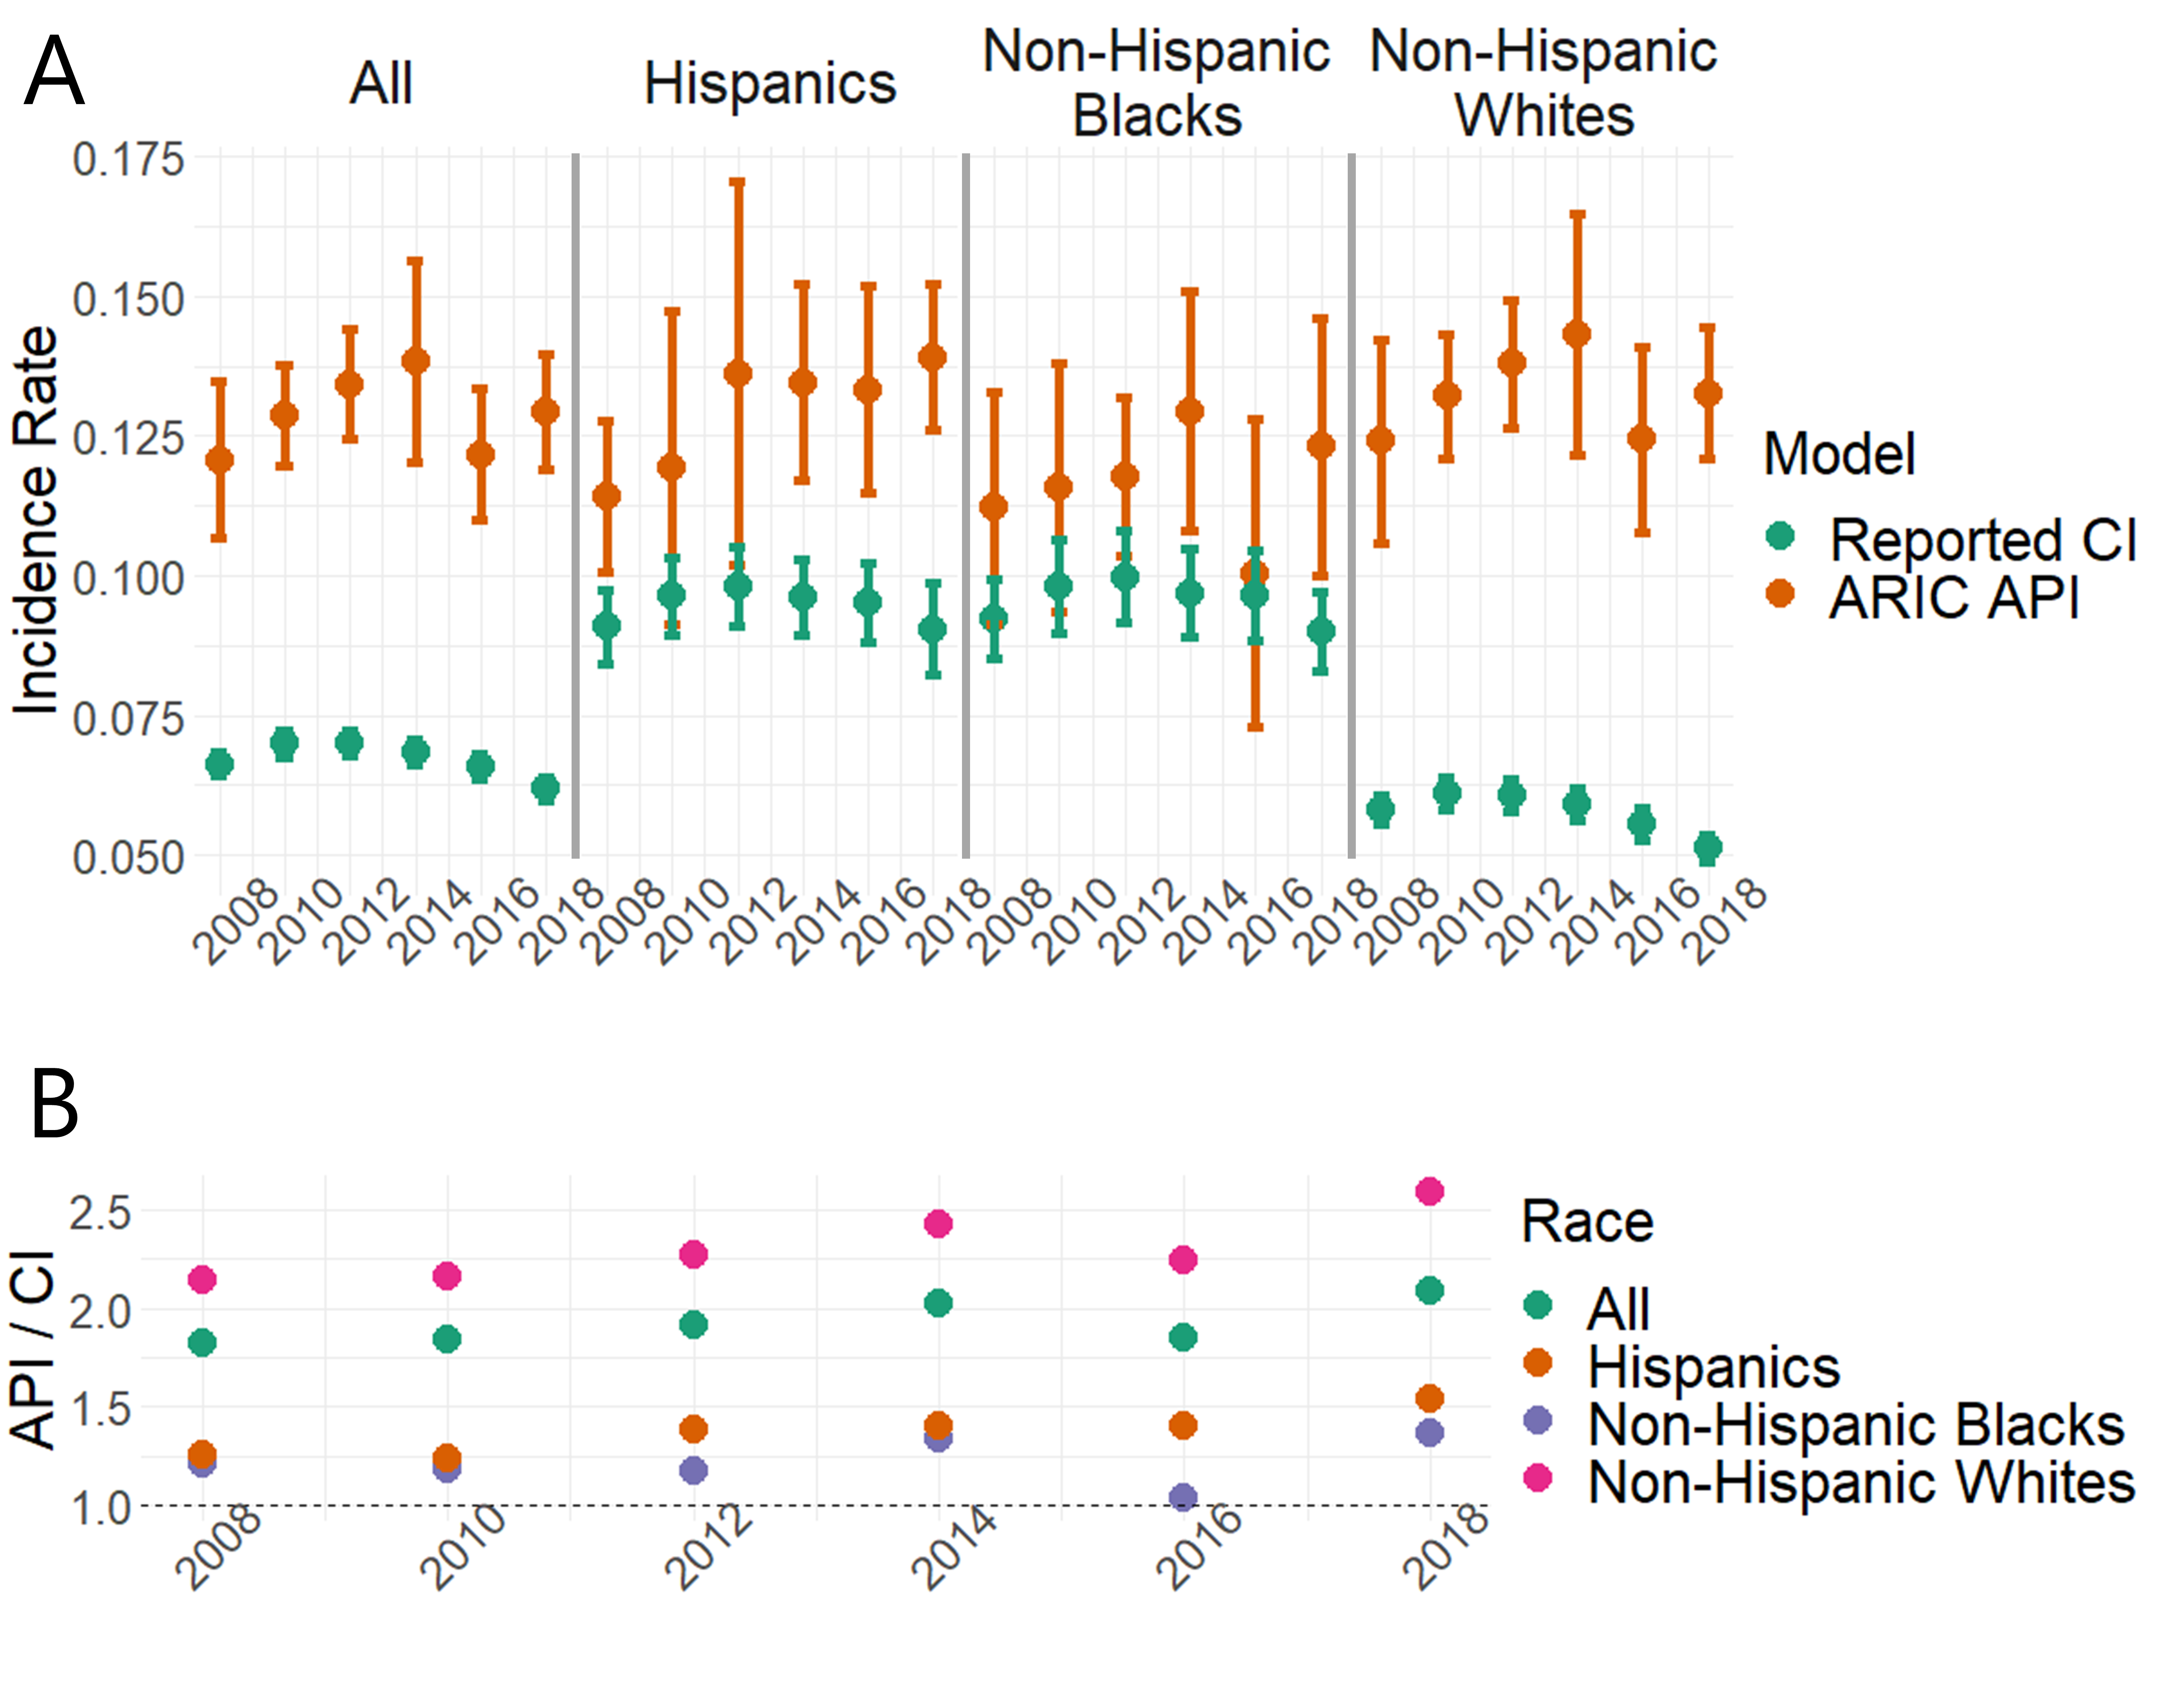 A
All
Hispanics
Non-Hispanic
Blacks
Non-Hispanic
Whites
Incidence Rate
0.175
0.150
0.125
0.100
0.075
0.050
2008 2010 2012 2014 2016 2018 2008 2010 2012 2014 2016 2018 2008 2010 2012 2014 2016 2018 2008 2010 2012 2014 2016 2018
Model
Reported CI
ARIC API
B
API / CI
2.5
2.0
1.5
1.0
2008 2010 2012 2014 2016 2018
Race
All
Hispanics
Non-Hispanic Blacks
Non-Hispanic Whites